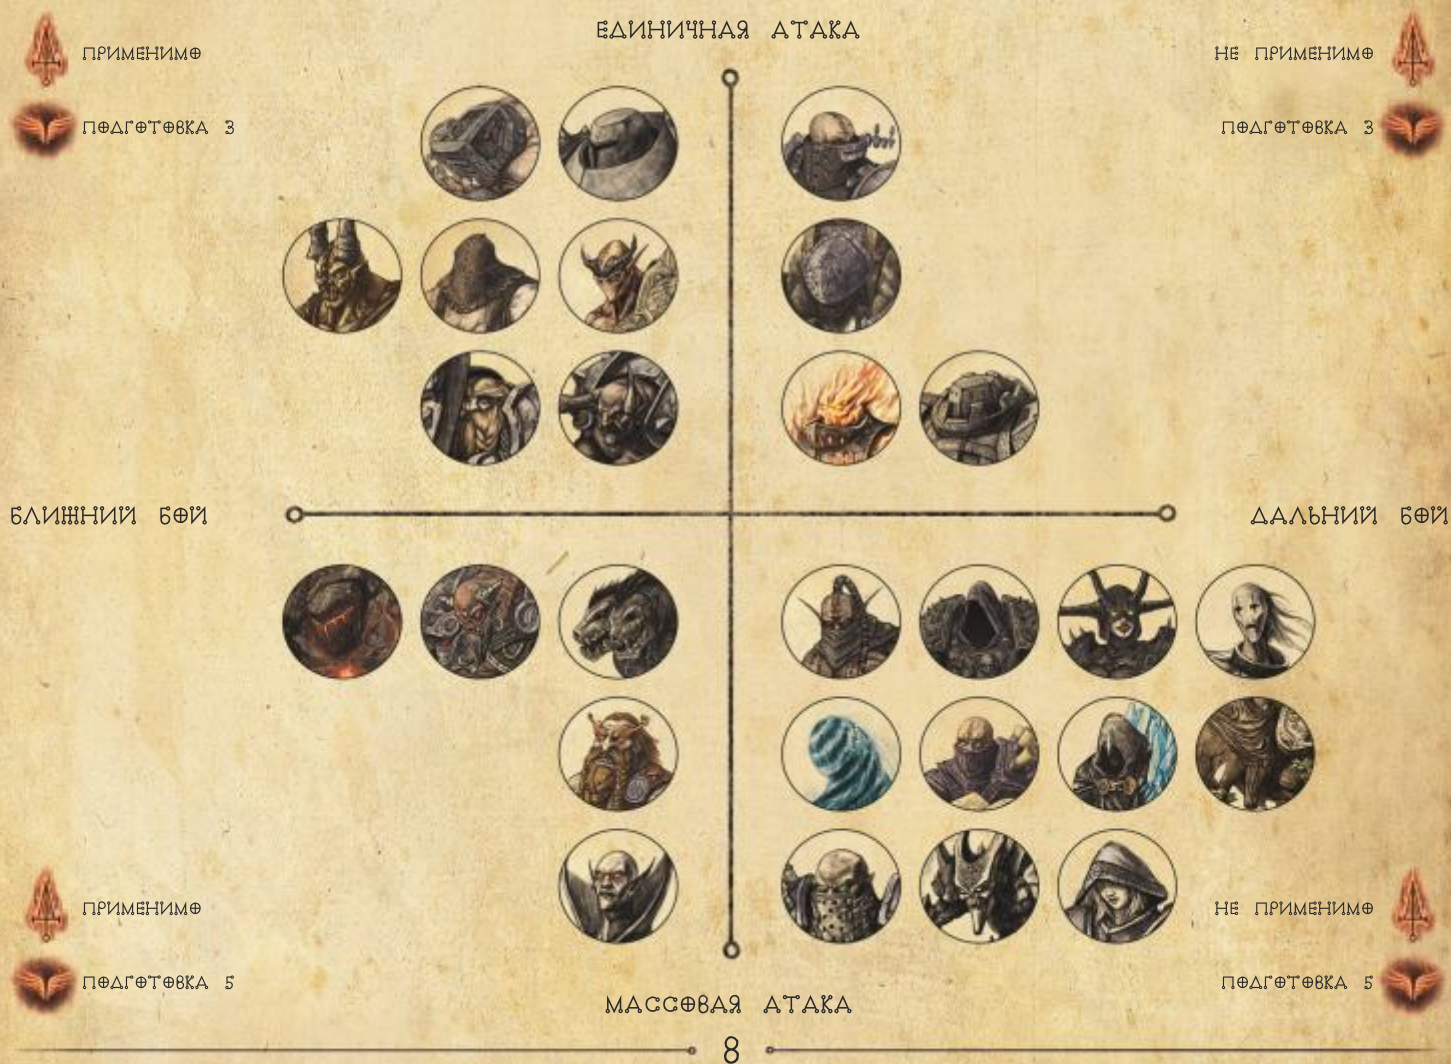 ЕДИНИЧНАЯ АТАКА
ПРИМЕНИМО
НЕ ПРИМЕНИМО
ПОДГОТОВКА 3
ПОДГОТОВКА 3
БЛИЖНИЙ БОЙ
ДАЛЬНИЙ БОЙ
ПРИМЕНИМО
НЕ ПРИМЕНИМО
ПОДГОТОВКА 5
ПОДГОТОВКА 5
МАССОВАЯ АТАКА
8